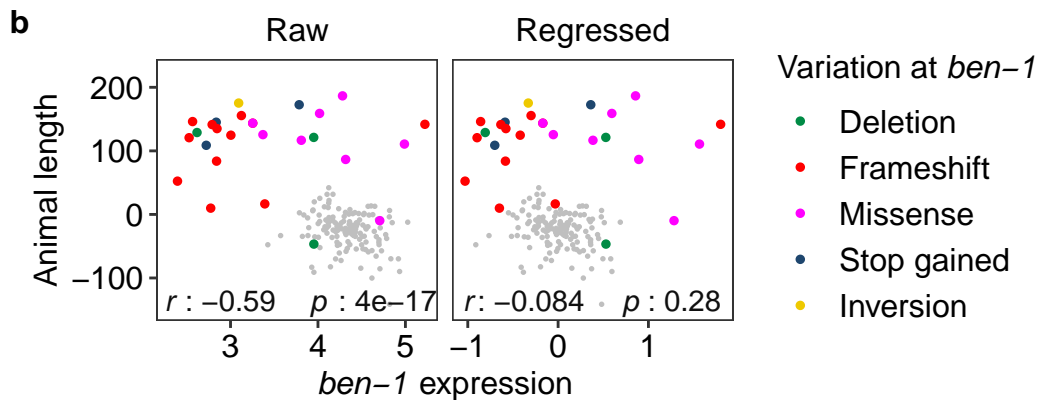 b
Raw
Regressed
Animal length
200
100
0
−100
r : −0.59
p : 4e−17
r: −0.084
p : 0.28
3
4
5
−1
0
1
ben−1 expression
Variation at ben−1
Deletion
Frameshift
Missense
Stop gained
Inversion